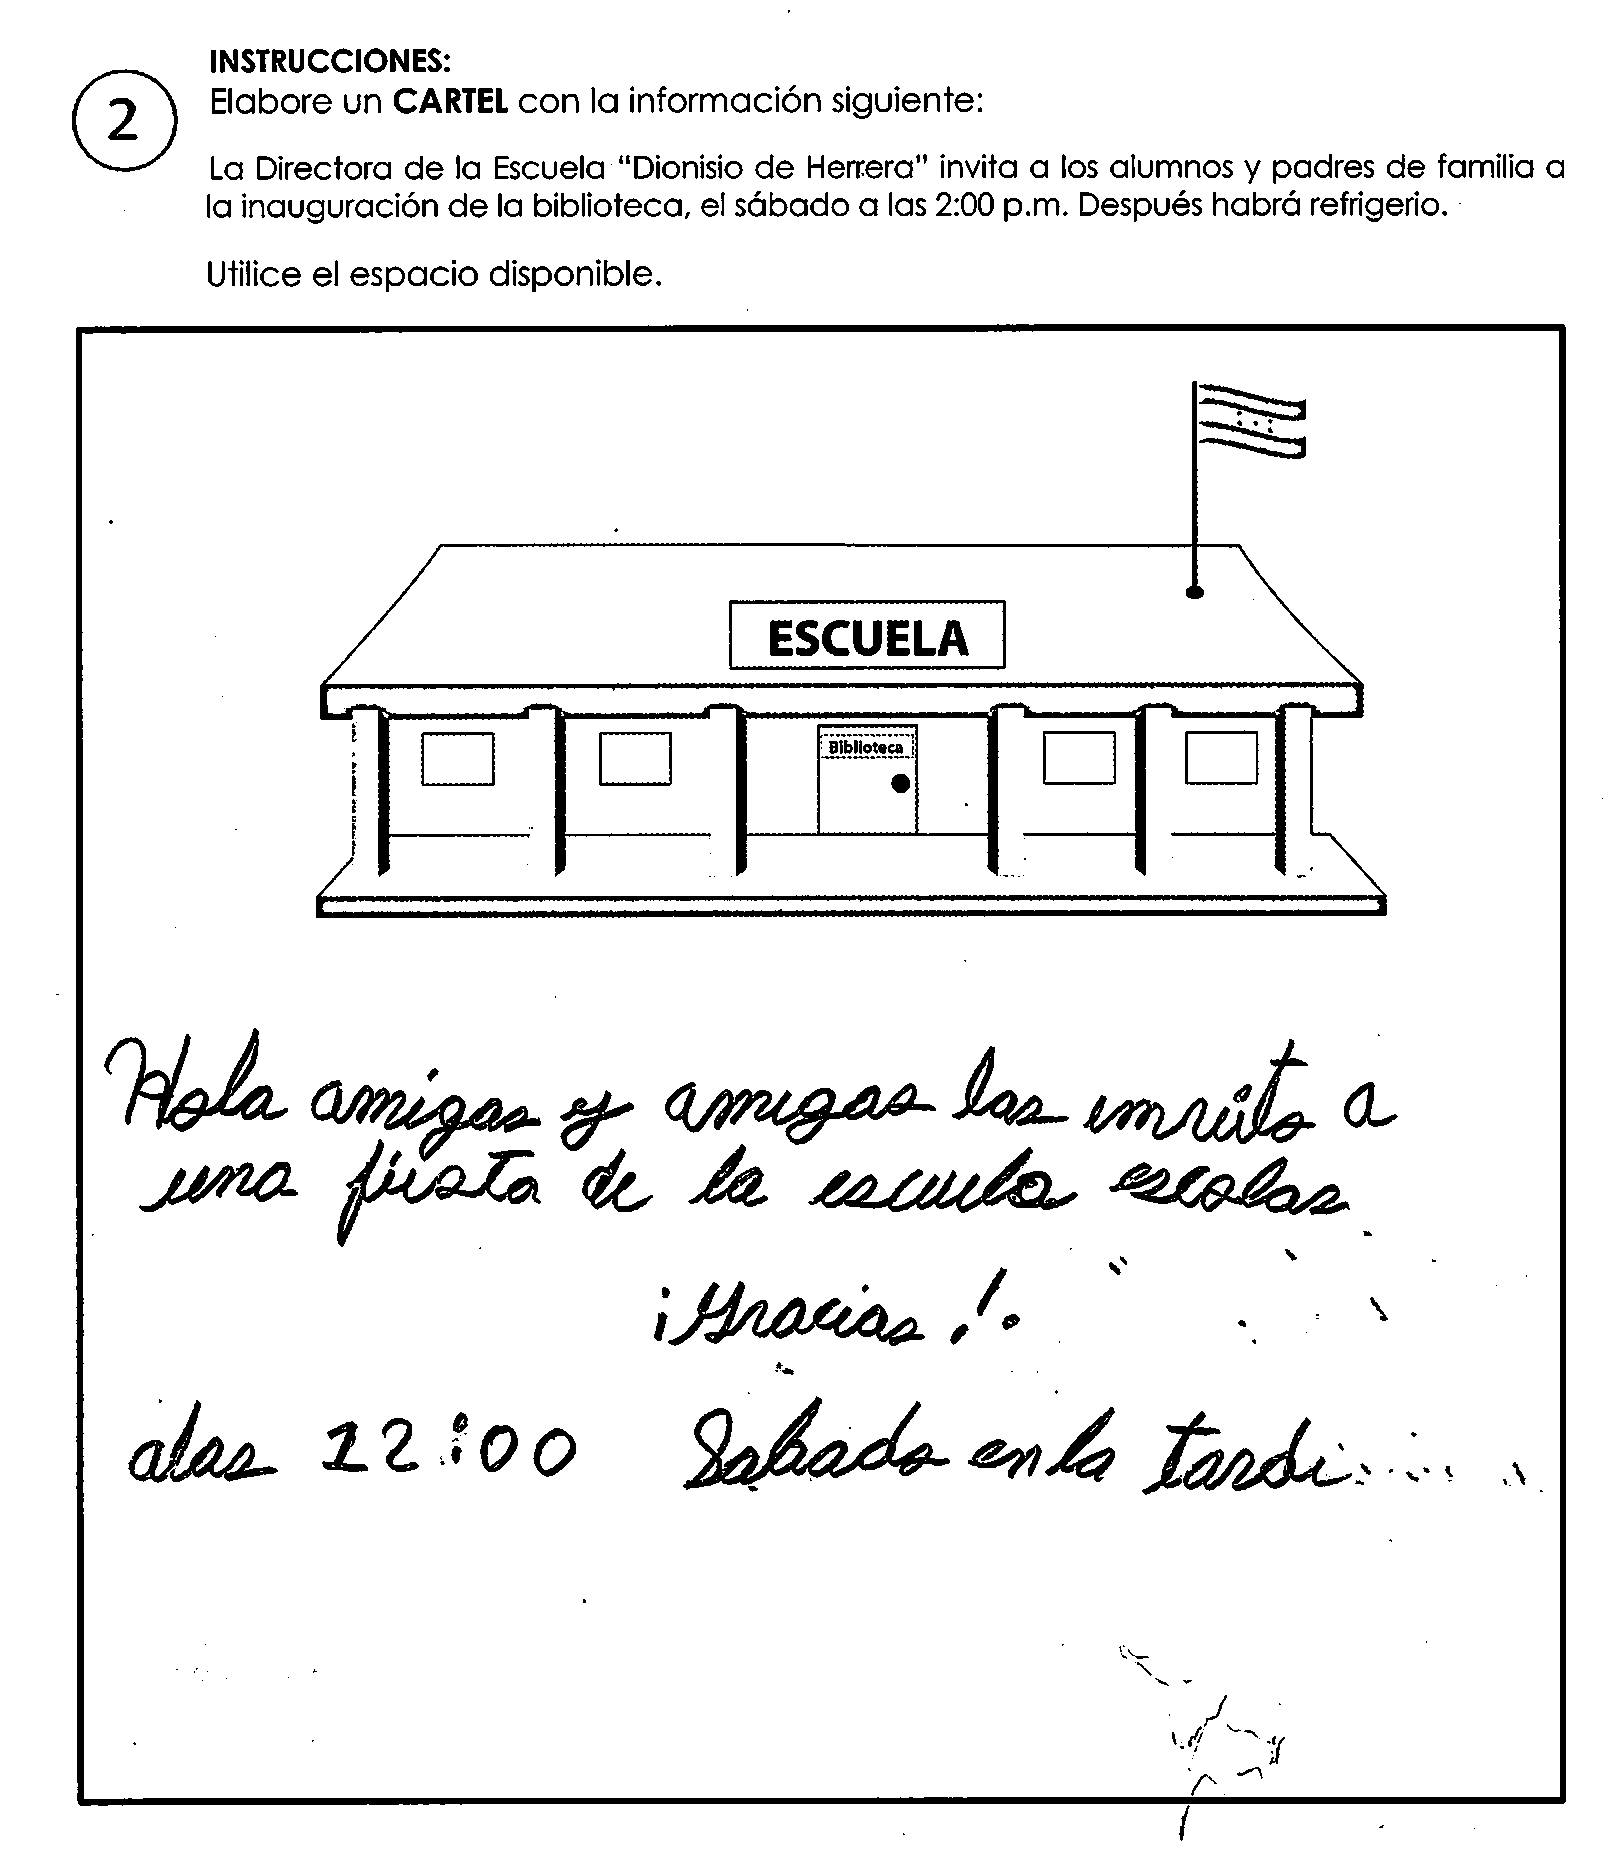 INSTRUCCIONES:
2
Elabore un CARTEL con la información siguiente:
La Directora de la Escuela "Dionisio de Herrera" invita a los alumnos y padres de familia a
la inauguración de la biblioteca, el sábado a las 2:00 p.m. Después habrá refrigerio.
Utilice el espacio disponible.
ESCUELA
Biblioteca
Hola amigas y amigas las invito a
una fiesta de la escuela escolar
¡Gracias!.
alas 12:00 Sabado en la tardi